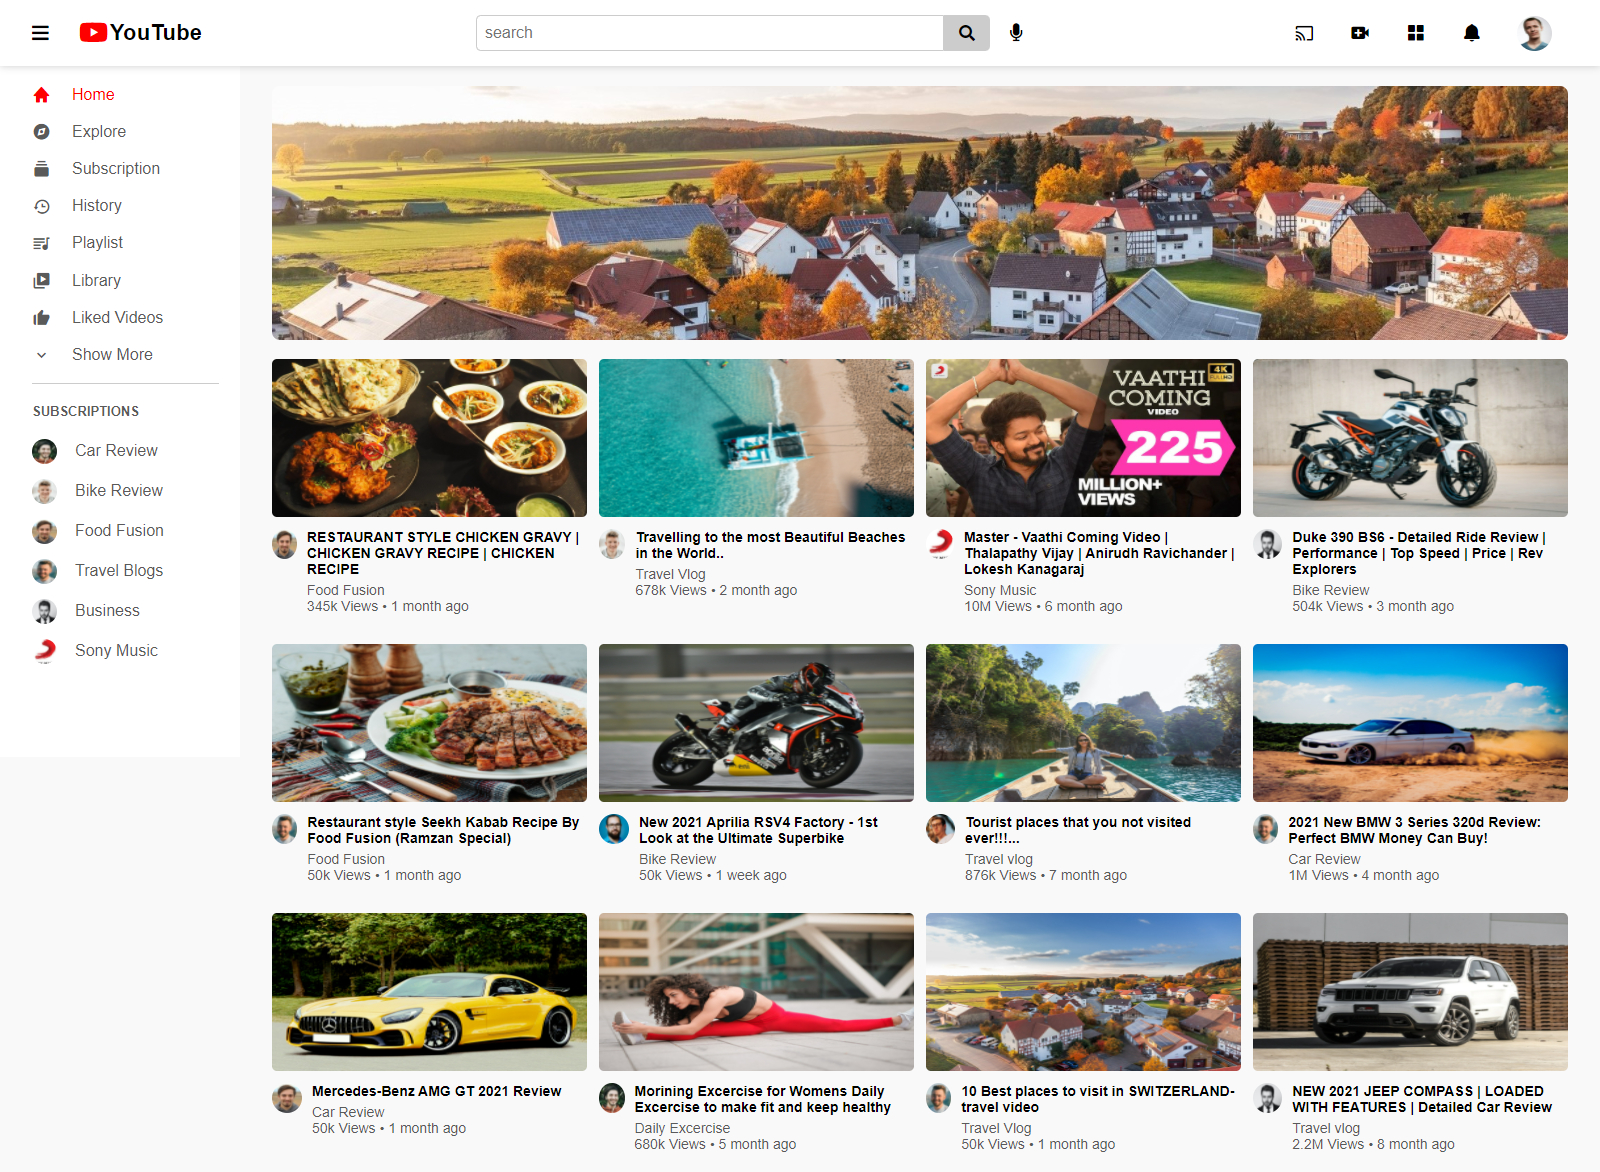 YouTube
search
Home
Explore
Subscription
History
Playlist
Library
Liked Videos
Show More
SUBSCRIPTIONS
Car Review
Bike Review
Food Fusion
Travel Blogs
Business
Sony Music
VAATHI
COMING
VIDEO
4K
FULL HD
225
MILLION+
VIEWS
RESTAURANT STYLE CHICKEN GRAVY |
CHICKEN GRAVY RECIPE | CHICKEN
RECIPE
Food Fusion
345k Views • 1 month ago
Travelling to the most Beautiful Beaches
in the World..
Travel Vlog
678k Views • 2 month ago
Master - Vaathi Coming Video |
Thalapathy Vijay | Anirudh Ravichander |
Lokesh Kanagaraj
Sony Music
10M Views • 6 month ago
Duke 390 BS6 - Detailed Ride Review |
Performance | Top Speed | Price | Rev
Explorers
Bike Review
504k Views • 3 month ago
Restaurant style Seekh Kabab Recipe By
Food Fusion (Ramzan Special)
Food Fusion
50k Views • 1 month ago
New 2021 Aprilia RSV4 Factory - 1st
Look at the Ultimate Superbike
Bike Review
50k Views • 1 week ago
Tourist places that you not visited
ever!!!...
Travel vlog
876k Views • 7 month ago
2021 New BMW 3 Series 320d Review:
Perfect BMW Money Can Buy!
Car Review
1M Views • 4 month ago
Mercedes-Benz AMG GT 2021 Review
Car Review
50k Views • 1 month ago
Morining Excercise for Womens Daily
Excercise to make fit and keep healthy
Daily Excercise
680k Views • 5 month ago
10 Best places to visit in SWITZERLAND-
travel video
Travel Vlog
50k Views • 1 month ago
NEW 2021 JEEP COMPASS | LOADED
WITH FEATURES | Detailed Car Review
Travel vlog
2.2M Views • 8 month ago